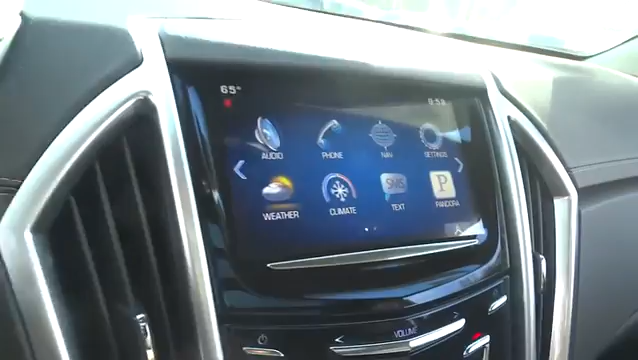 65°
AUDIO PHONE NAV SETTINGS
SMS P
WEATHER CLIMATE TEXT PANDORA
VOLUME